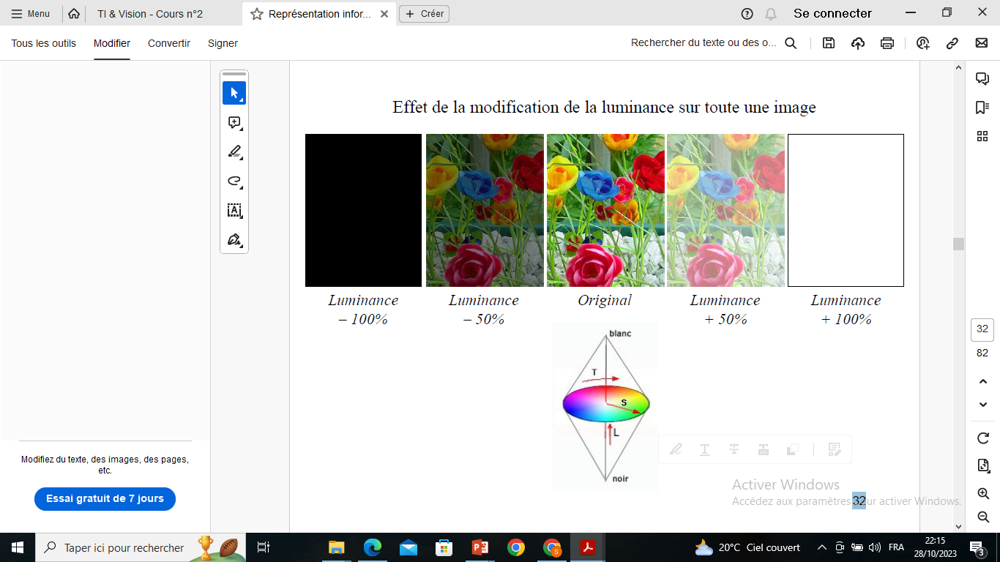 Menu
TI & Vision - Cours n°2
Représentation infor...
Créer
Se connecter
Tous les outils
Modifier
Convertir
Signer
Rechercher du texte ou des o...
Effet de la modification de la luminance sur toute une image
Luminance
– 100%
Luminance
– 50%
Original
Luminance
+ 50%
Luminance
+ 100%
blanc
T
S
L
noir
32
82
Modifiez du texte, des images, des pages,
etc.
Essai gratuit de 7 jours
Activer Windows
Accédez aux paramètres 32ur activer Windows.
Taper ici pour rechercher
20°C Ciel couvert
FRA
22:15
28/10/2023
3